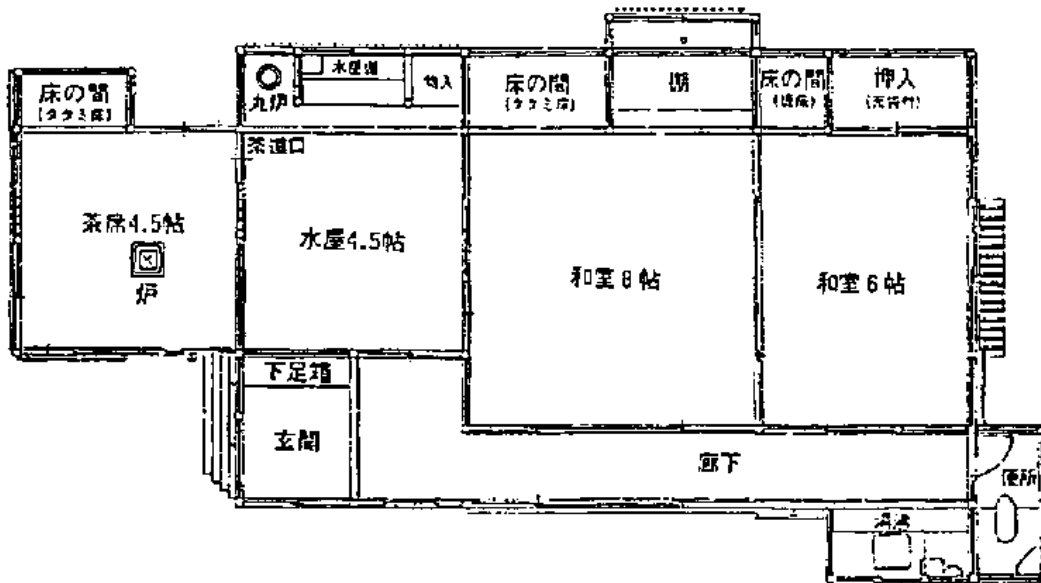 床の間
(タタミ床)
丸炉
水屋棚
物入
床の間
(タタミ床)
棚
床の間
押入
茶道口
茶席4.5帖
炉
水屋4.5帖
和室8帖
和室6帖
下足箱
玄関
廊下
便所